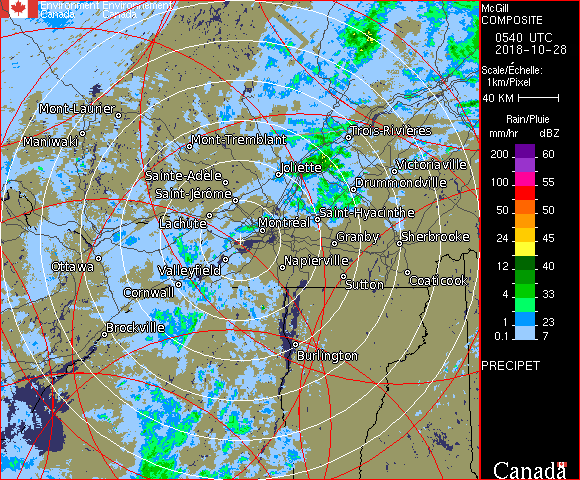 Environment Environnement
Canada Canada
McGill
COMPOSITE
0540 UTC
2018-10-28
Scale/Échelle:
1km/Pixel
40 KM
Rain/Pluie
mm/hr dBZ
200 60
100 55
50 50
24 45
12 40
4 33
1 23
0.1 7
PRECIPET
Canada
Mont-Laurier
Maniwaki
Mont-Tremblant
Trois-Rivières
Joliette
Victoriaville
Sainte-Adèle
Drummondville
Saint-Jérôme
Saint-Hyacinthe
Lachute
Montréal
Granby
Sherbrooke
Ottawa
Valleyfield
Napierville
Sutton
Coaticook
Cornwall
Brockville
Burlington